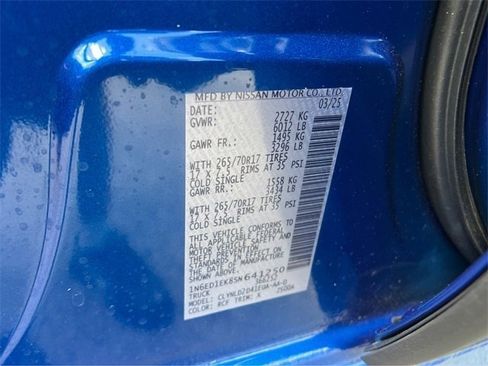 MFD BY NISSAN MOTOR CO., LTD.
DATE: 03/25
GVWR: 2727 KG
6012 LB
GAWR FR.: 1495 KG
3296 LB
WITH 265/70R17 TIRES
17 X 7.5 RIMS AT 35 PSI
COLD SINGLE
GAWR RR.: 1558 KG
3434 LB
WITH 265/70R17 TIRES
17 X 7.5 RIMS AT 35 PSI
COLD SINGLE
THIS VEHICLE CONFORMS TO
ALL APPLICABLE FEDERAL
MOTOR VEHICLE SAFETY AND
THEFT PREVENTION
STANDARDS IN EFFECT ON THE
DATE OF MANUFACTURE
SHOWN ABOVE.
1N6ED1EK8SN641250
TRUCK
MODEL:
COLOR: RCF TRIM: K